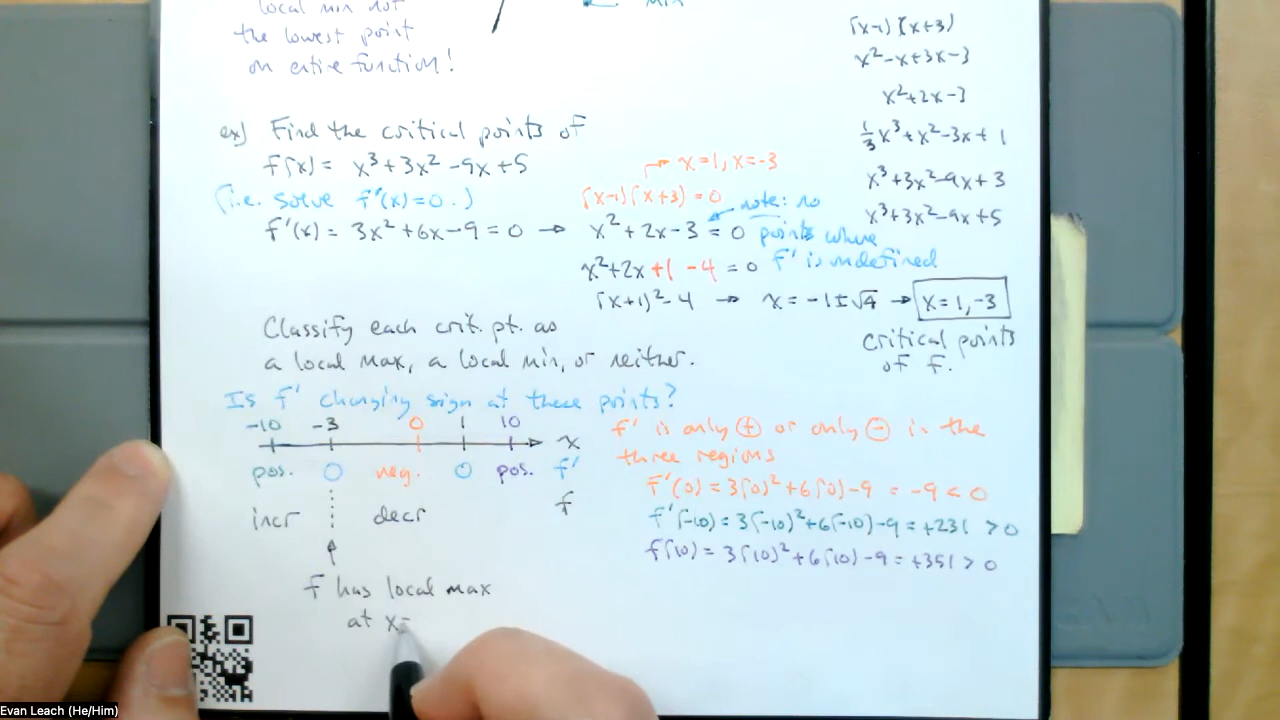 local min not
the lowest point
on entire function!
min
(x-1)(x+3)
x²-x+3x-3
x²+2x-3
⅓x³+x²-3x+1
x³+3x²-9x+3
x³+3x²-9x+5
ex) Find the critical points of
f(x) = x³+3x²-9x+5
(i.e. solve f'(x)=0.)
f'(x) = 3x²+6x-9=0 →
→ x=1, x=-3
(x-1)(x+3)=0
x²+2x-3=0
note: no
points where
f' is undefined
x²+2x+1-4=0
(x+1)²-4 → x=-1±√4 → x=1,-3
critical points
of f.
Classify each crit. pt. as
a local max, a local min, or neither.
Is f' changing sign at these points?
-10 -3 0 1 10 x
pos. 0 neg. 0 pos. f'
incr decr f
f has local max
at x=
f' is only ⊕ or only ⊖ in the
three regions
f'(0)=3(0)²+6(0)-9=-9<0
f'(-10)=3(-10)²+6(-10)-9=+231>0
f(10)=3(10)²+6(10)-9=+351>0
Evan Leach (He/Him)